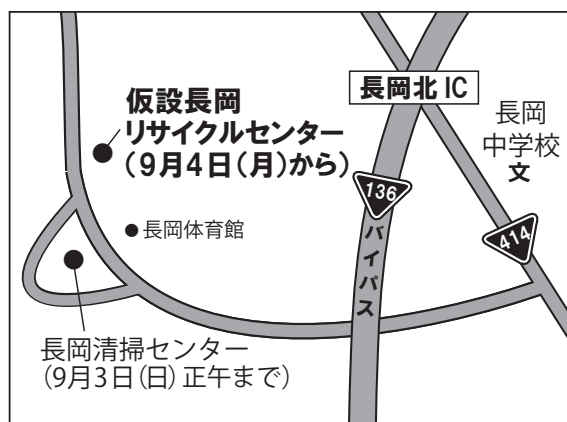 仮設長岡
リサイクルセンター
(9月4日(月)から)
長岡北 IC
長岡
中学校
文
136
バイパス
414
長岡体育館
長岡清掃センター
(9月3日(日)正午まで)